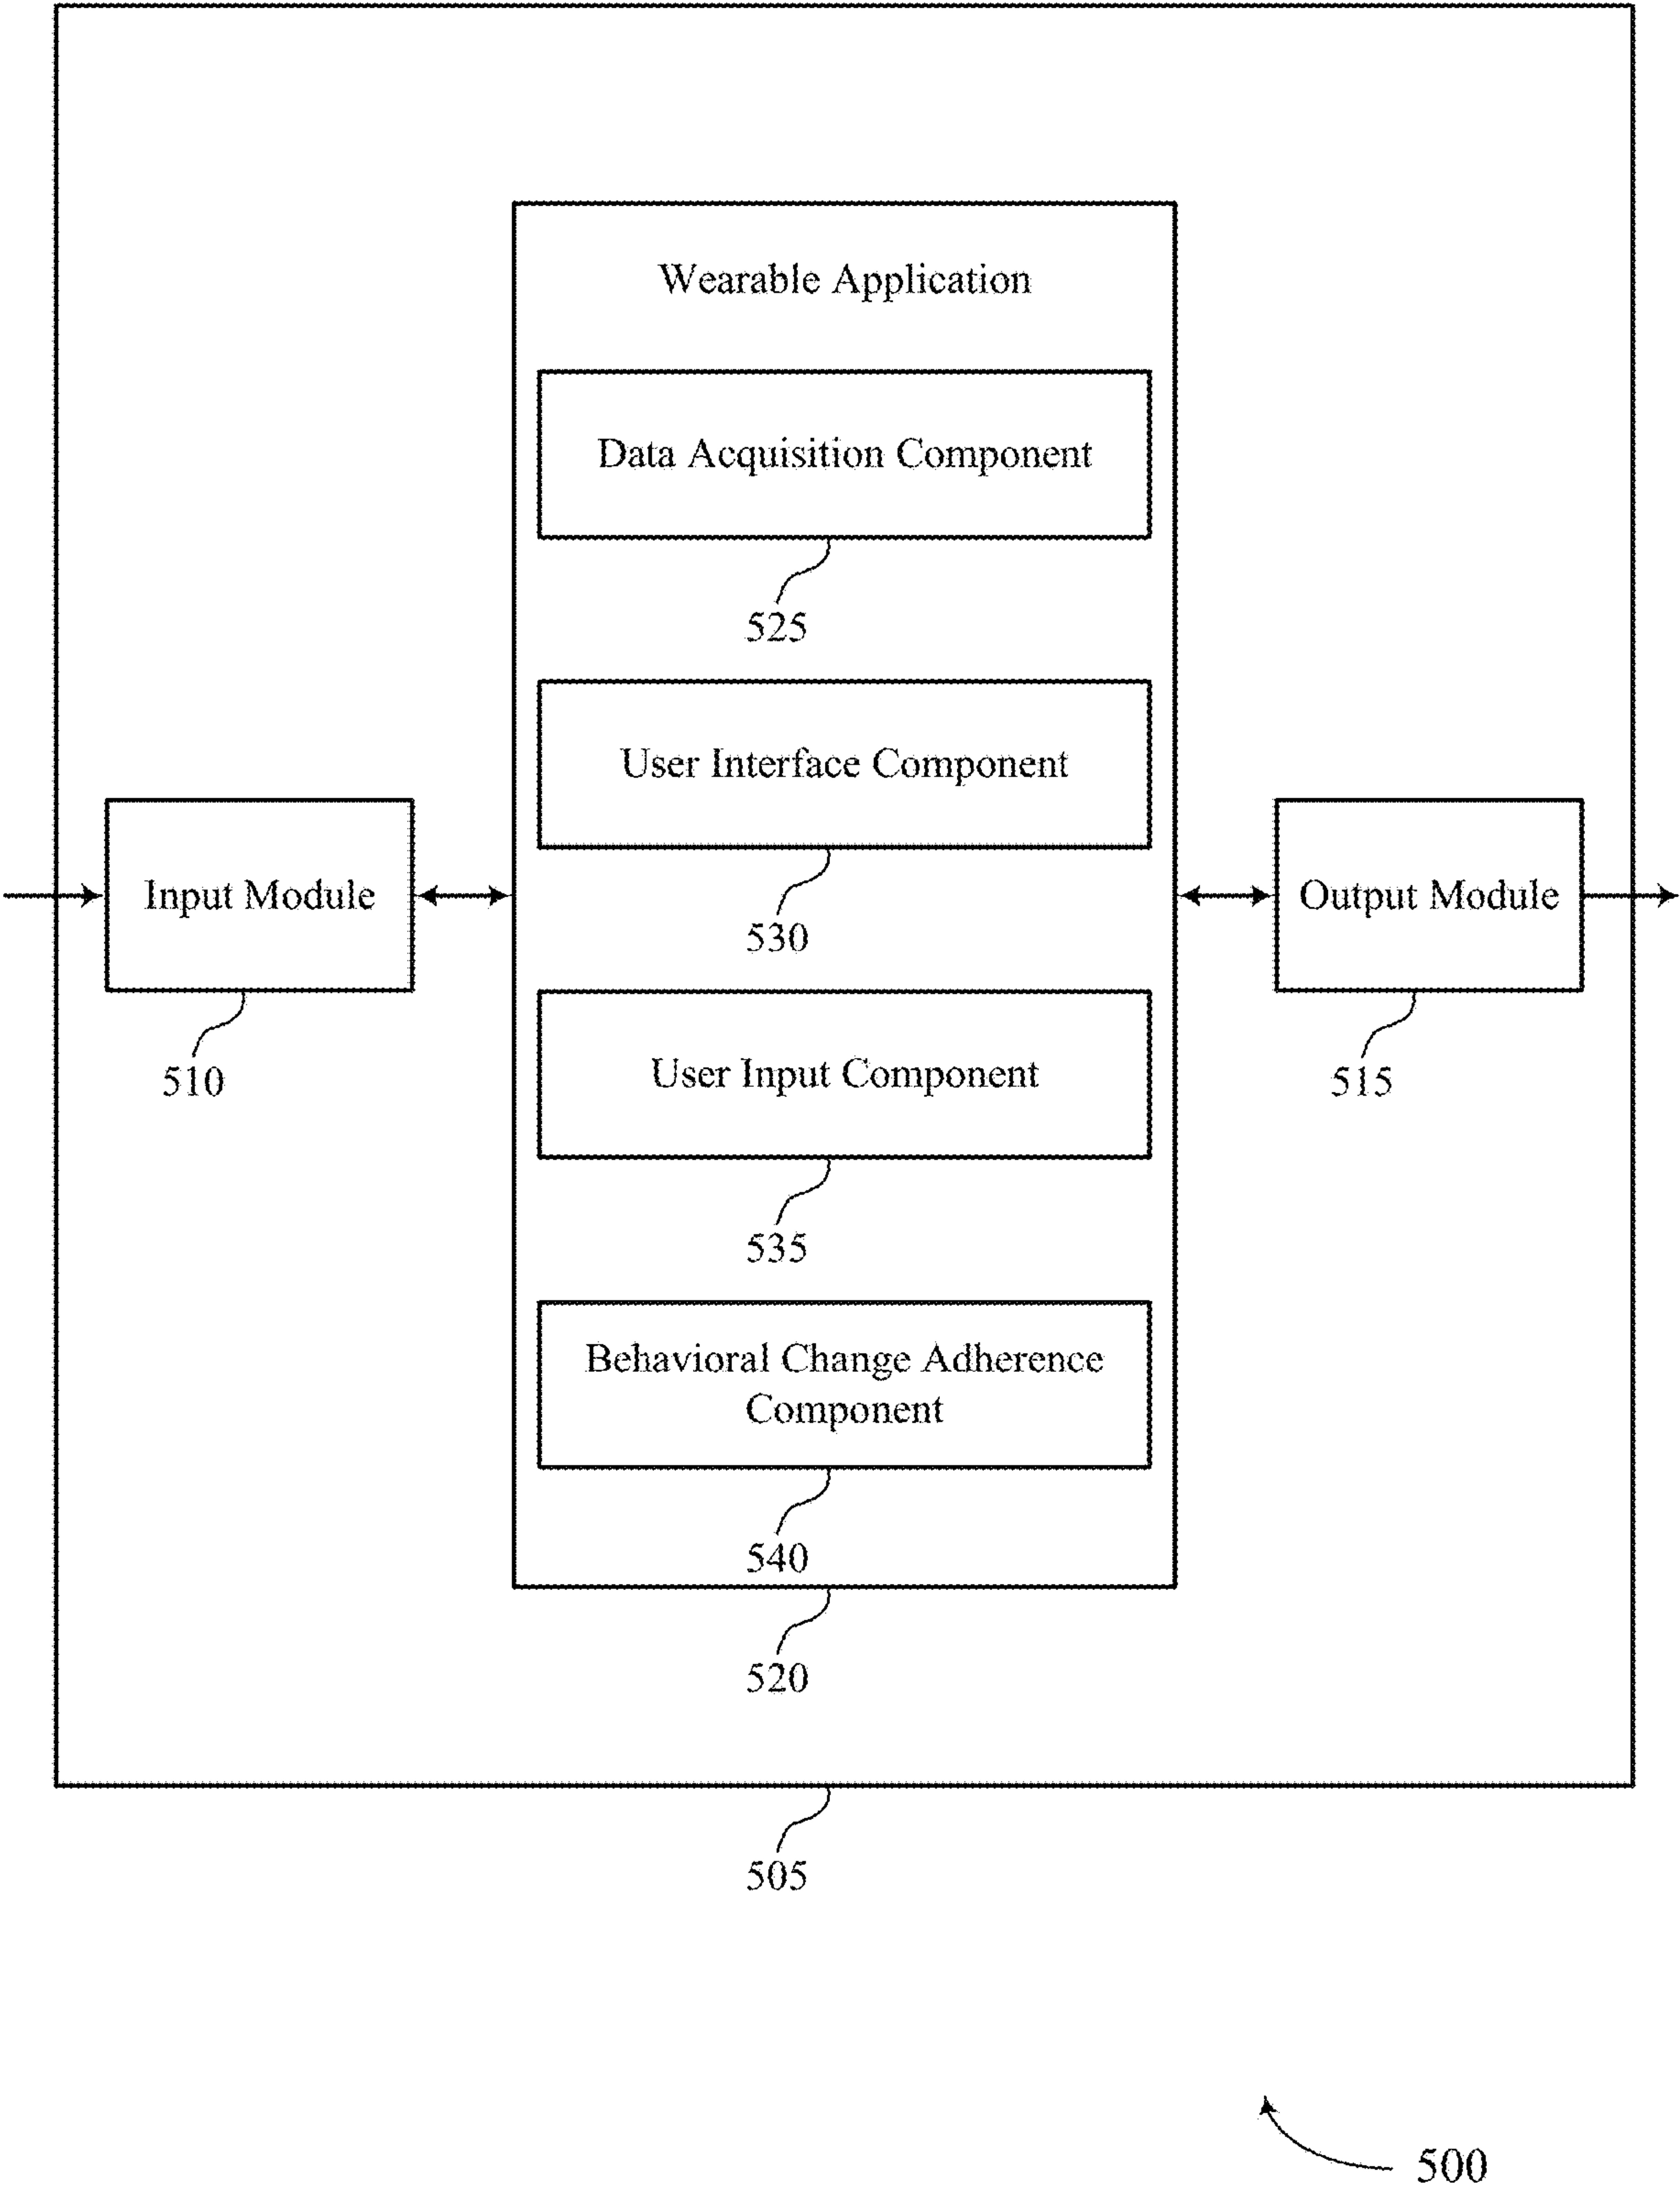 Wearable Application
Data Acquisition Component
525
User Interface Component
530
Input Module
510
Output Module
515
User Input Component
535
Behavioral Change Adherence
Component
540
520
505
500